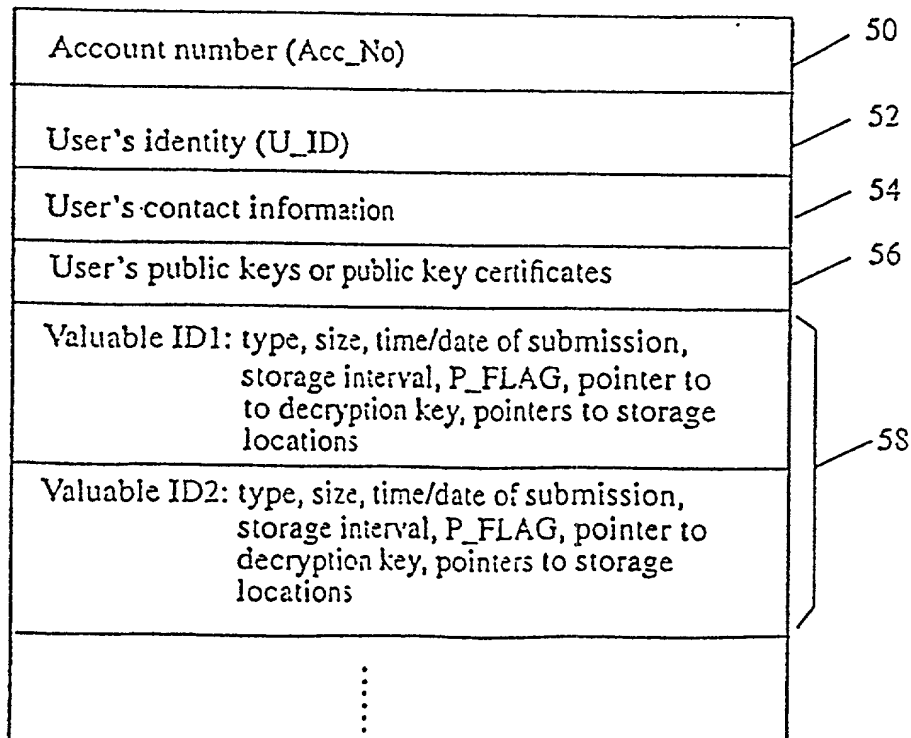 Account number (Acc_No)
50
User's identity (U_ID)
52
User's contact information
54
User's public keys or public key certificates
56
Valuable ID1: type, size, time/date of submission,
storage interval, P_FLAG, pointer to
to decryption key, pointers to storage
locations
Valuable ID2: type, size, time/date of submission,
storage interval, P_FLAG, pointer to
decryption key, pointers to storage
locations
58